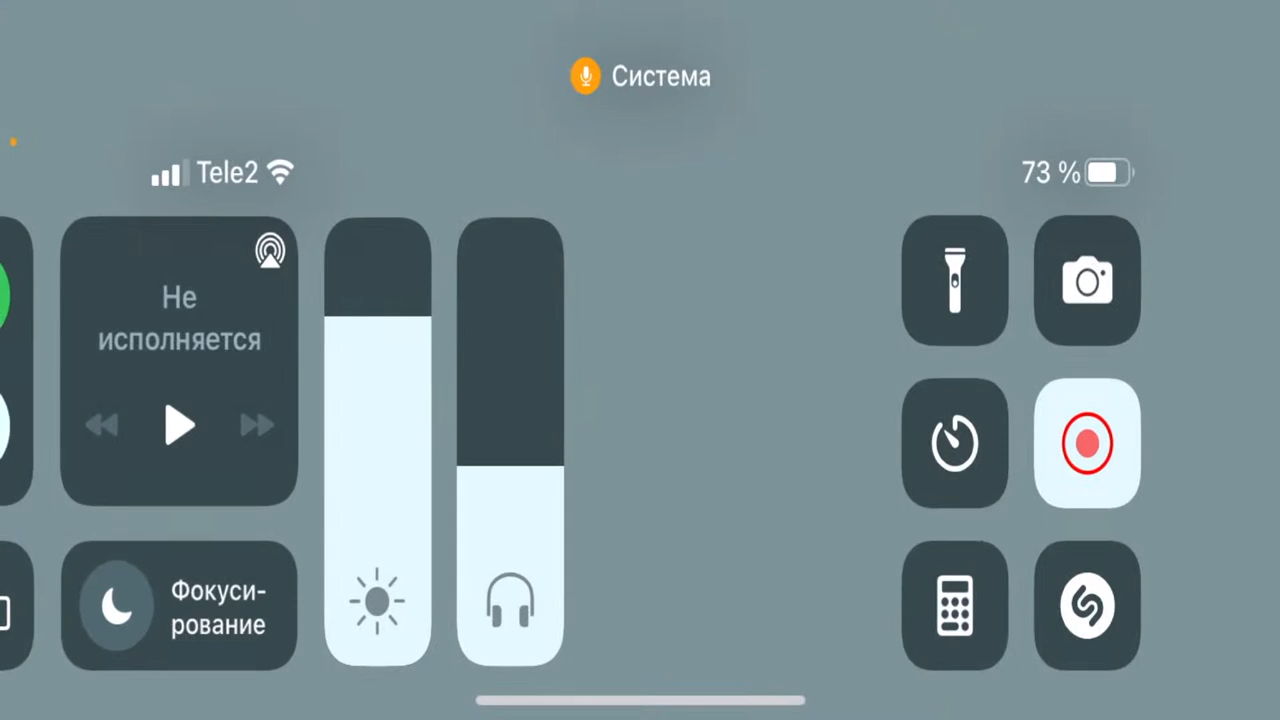 Система
Tele2
73 %
Не
исполняется
Фокуси-
рование